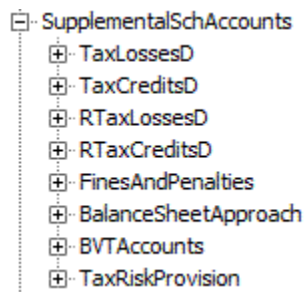 SupplementalSchAccounts
TaxLossesD
TaxCreditsD
RTaxLossesD
RTaxCreditsD
FinesAndPenalties
BalanceSheetApproach
BVTAccounts
TaxRiskProvision